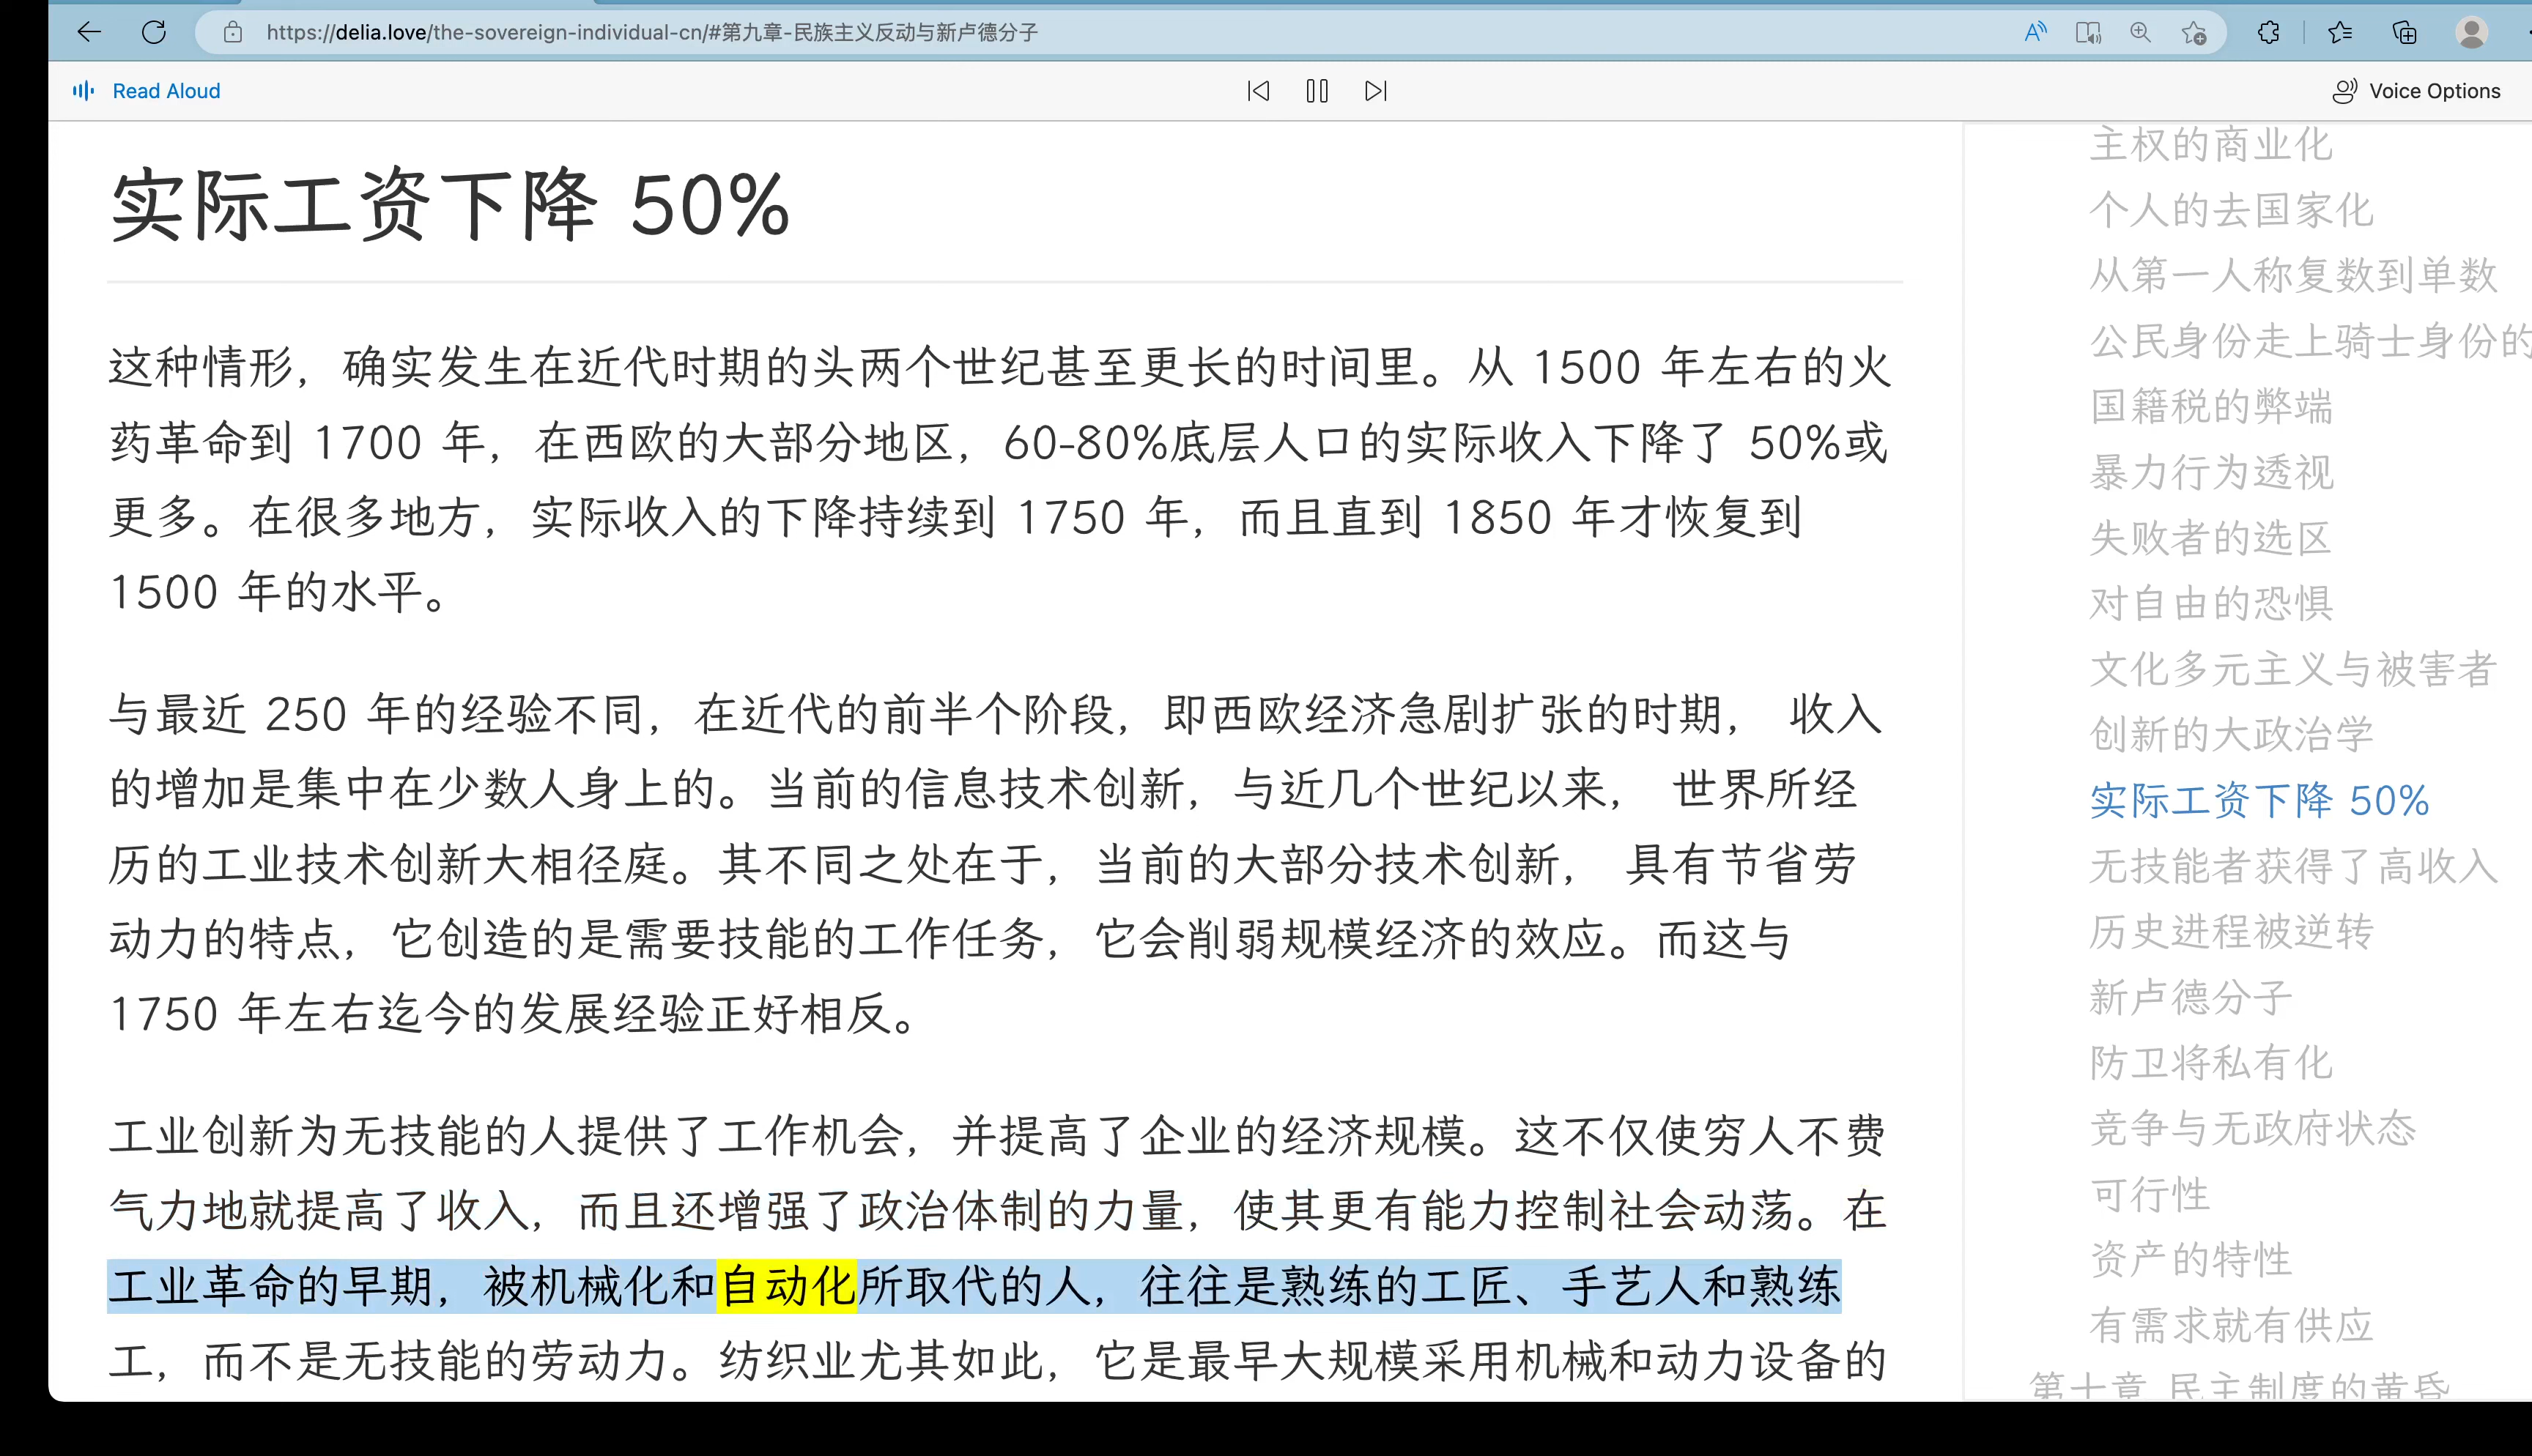 https://delia.love/the-sovereign-individual-cn/#第九章-民族主义反动与新卢德分子
Read Aloud
Voice Options
实际工资下降 50%
这种情形，确实发生在近代时期的头两个世纪甚至更长的时间里。从 1500 年左右的火
药革命到 1700 年，在西欧的大部分地区，60-80%底层人口的实际收入下降了 50%或
更多。在很多地方，实际收入的下降持续到 1750 年，而且直到 1850 年才恢复到
1500 年的水平。
与最近 250 年的经验不同，在近代的前半个阶段，即西欧经济急剧扩张的时期， 收入
的增加是集中在少数人身上的。当前的信息技术创新，与近几个世纪以来， 世界所经
历的工业技术创新大相径庭。其不同之处在于，当前的大部分技术创新， 具有节省劳
动力的特点，它创造的是需要技能的工作任务，它会削弱规模经济的效应。而这与
1750 年左右迄今的发展经验正好相反。
工业创新为无技能的人提供了工作机会，并提高了企业的经济规模。这不仅使穷人不费
气力地就提高了收入，而且还增强了政治体制的力量，使其更有能力控制社会动荡。在
工业革命的早期，被机械化和自动化所取代的人，往往是熟练的工匠、手艺人和熟练
工，而不是无技能的劳动力。纺织业尤其如此，它是最早大规模采用机械和动力设备的
主权的商业化
个人的去国家化
从第一人称复数到单数
公民身份走上骑士身份的
国籍税的弊端
暴力行为透视
失败者的选区
对自由的恐惧
文化多元主义与被害者
创新的大政治学
实际工资下降 50%
无技能者获得了高收入
历史进程被逆转
新卢德分子
防卫将私有化
竞争与无政府状态
可行性
资产的特性
有需求就有供应
第十章 民主制度的黄昏